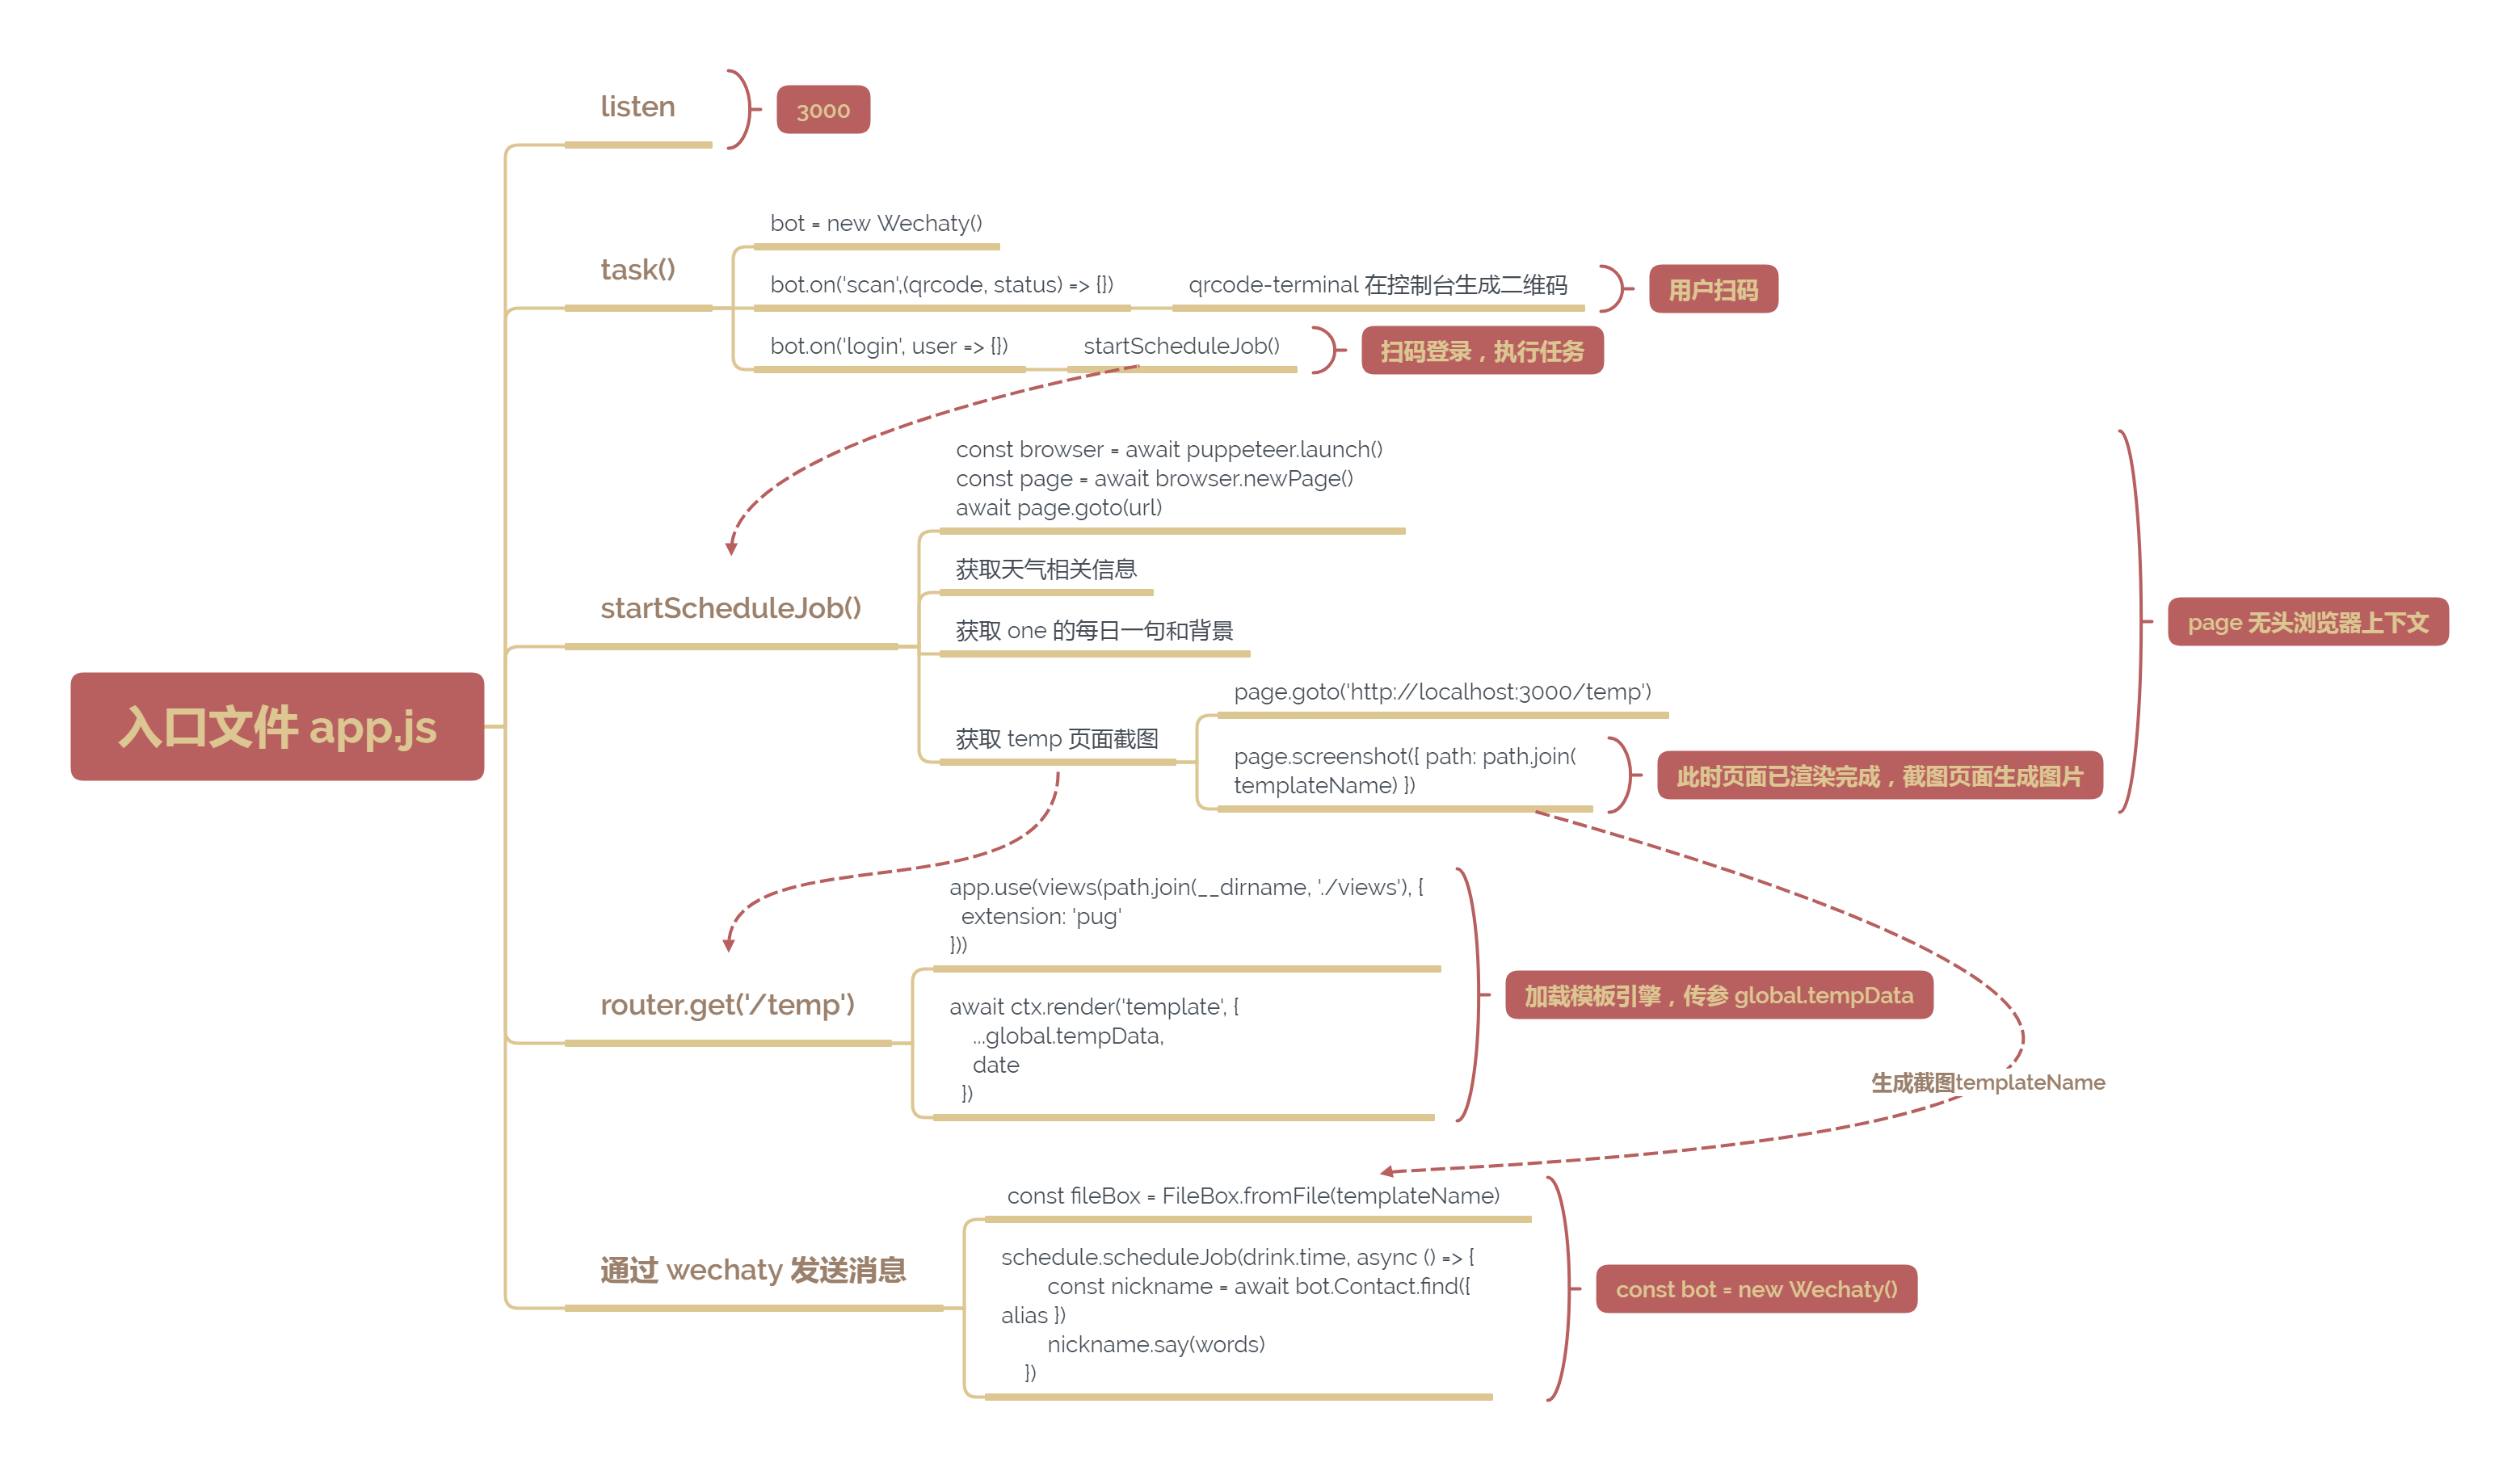 入口文件 app.js
listen
3000
task()
bot = new Wechaty()
bot.on('scan',(qrcode, status) => {})
qrcode-terminal 在控制台生成二维码
用户扫码
bot.on('login', user => {})
startScheduleJob()
扫码登录，执行任务
startScheduleJob()
const browser = await puppeteer.launch()
const page = await browser.newPage()
await page.goto(url)
获取天气相关信息
获取 one 的每日一句和背景
获取 temp 页面截图
page.goto('http://localhost:3000/temp')
page.screenshot({ path: path.join(
templateName) })
此时页面已渲染完成，截图页面生成图片
page 无头浏览器上下文
router.get('/temp')
app.use(views(path.join(__dirname, './views'), {
  extension: 'pug'
}))
await ctx.render('template', {
    ...global.tempData,
    date
  })
加载模板引擎，传参 global.tempData
生成截图templateName
通过 wechaty 发送消息
const fileBox = FileBox.fromFile(templateName)
schedule.scheduleJob(drink.time, async () => {
        const nickname = await bot.Contact.find({
alias })
        nickname.say(words)
    })
const bot = new Wechaty()